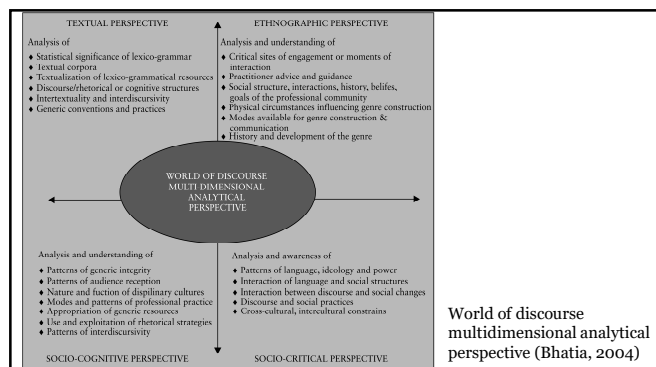 TEXTUAL PERSPECTIVE
Analysis of
♦ Statistical significance of lexico-grammar
♦ Textual corpora
♦ Textualization of lexico-grammatical resources
♦ Discourse/rhetorical or cognitive structures
♦ Intertextuality and interdiscursivity
♦ Generic conventions and practices
ETHNOGRAPHIC PERSPECTIVE
Analysis and understanding of
♦ Critical sites of engagement or moments of
interaction
♦ Practitioner advice and guidance
♦ Social structure, interactions, history, belifes,
goals of the professional community
♦ Physical circumstances influencing genre construction
♦ Modes available for genre construction &
communication
♦ History and development of the genre
WORLD OF DISCOURSE
MULTI DIMENSIONAL
ANALYTICAL
PERSPECTIVE
Analysis and understanding of
♦ Patterns of generic integrity
♦ Patterns of audience reception
♦ Nature and fuction of displinary cultures
♦ Modes and patterns of professional practice
♦ Appropriation of generic resources
♦ Use and exploitation of rhetorical strategies
♦ Patterns of interdiscursivity
SOCIO-COGNITIVE PERSPECTIVE
Analysis and awareness of
♦ Patterns of language, ideology and power
♦ Interaction of language and social structures
♦ Interaction between discourse and social changes
♦ Discourse and social practices
♦ Cross-cultural, intercultural constrains
SOCIO-CRITICAL PERSPECTIVE
World of discourse
multidimensional analytical
perspective (Bhatia, 2004)